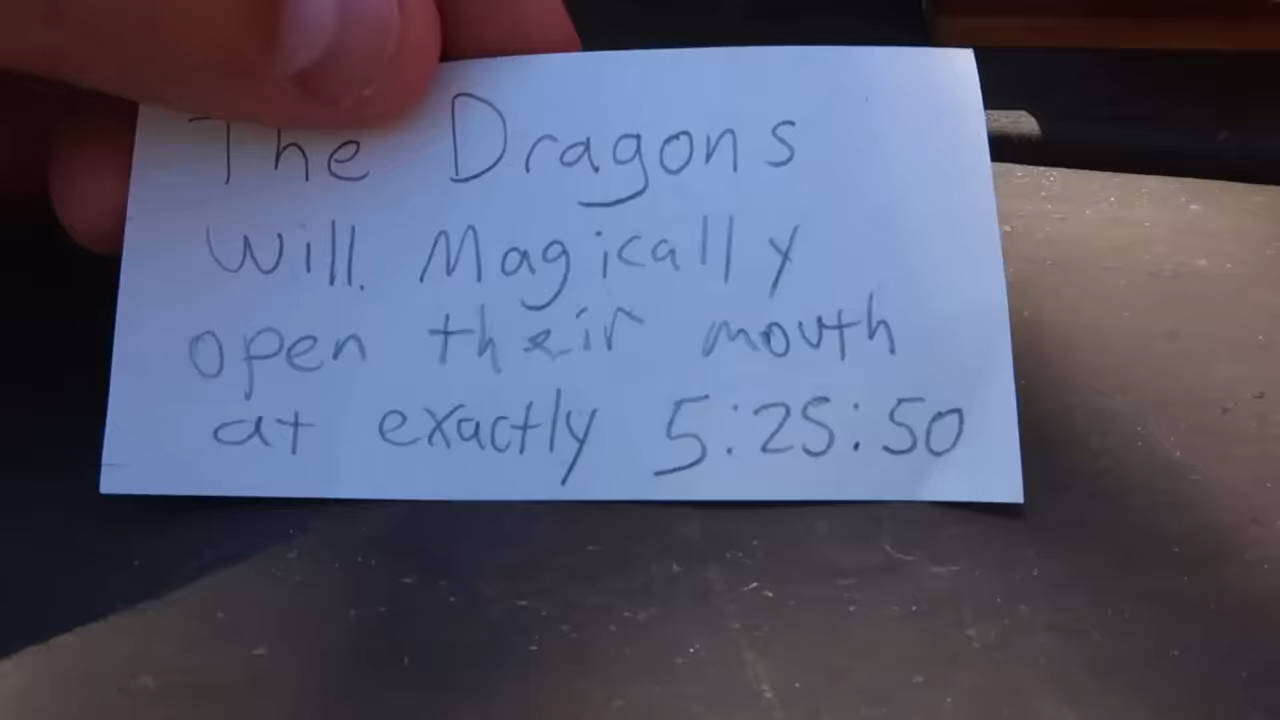 The Dragons
Will Magically
open their mouth
at exactly 5:25:50